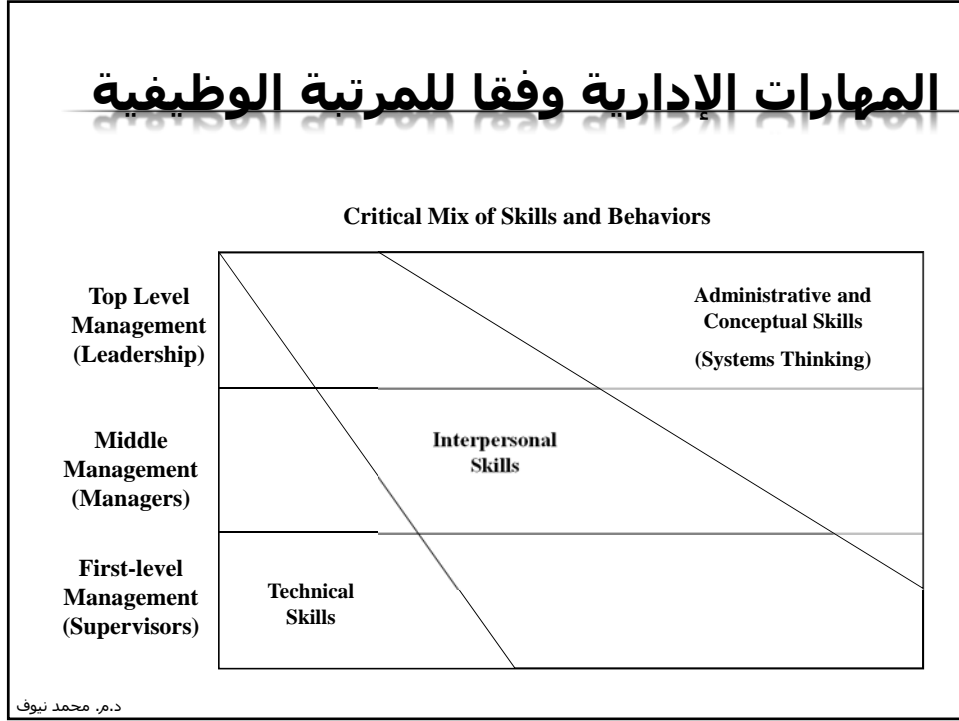 المهارات الإدارية وفقا للمرتبة الوظيفية
Critical Mix of Skills and Behaviors
Top Level
Management
(Leadership)
Administrative and
Conceptual Skills
(Systems Thinking)
Middle
Management
(Managers)
Interpersonal
Skills
First-level
Management
(Supervisors)
Technical
Skills
د.م. محمد نيوف